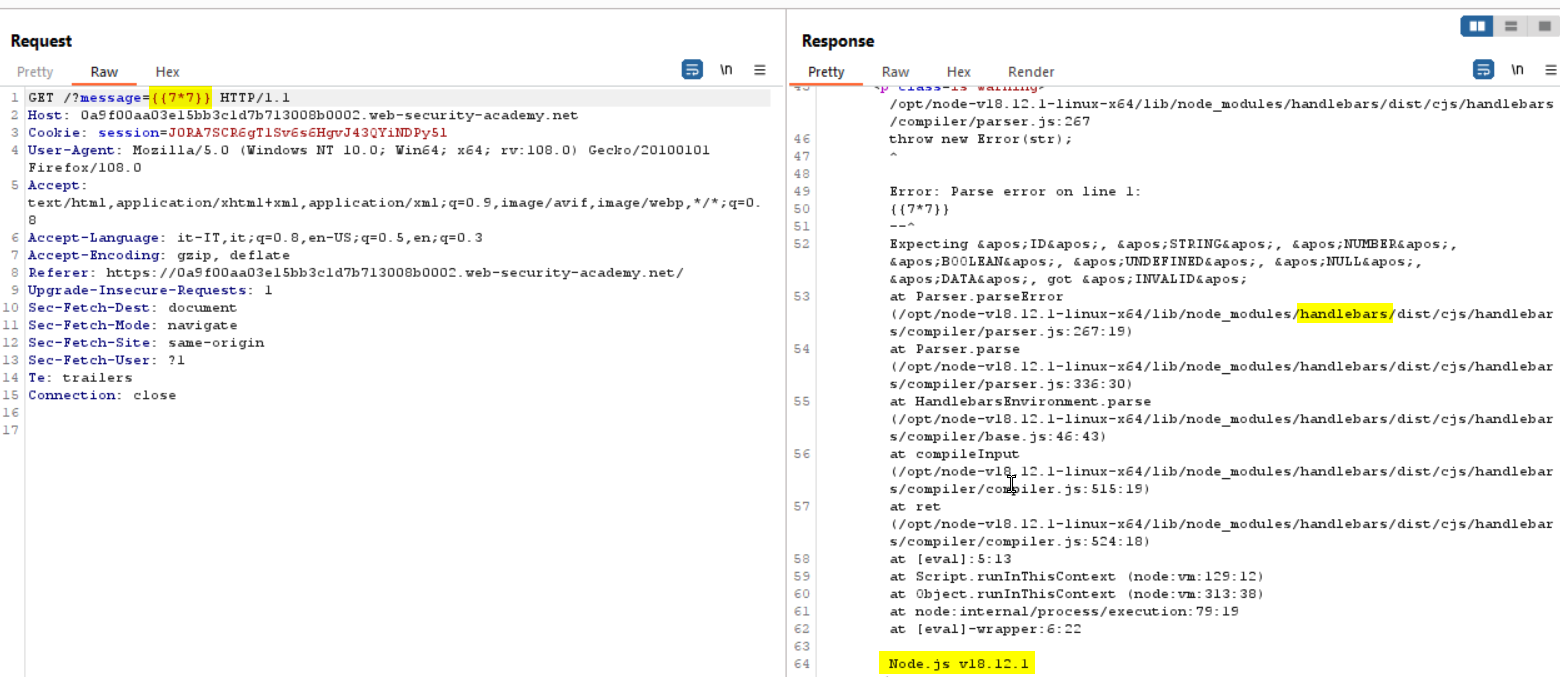 Request
Pretty Raw Hex \n
1 GET /?message={{7*7}} HTTP/1.1
2 Host: 0a9f00aa03e15bb3c1d7b713008b0002.web-security-academy.net
3 Cookie: session=JORA7SCR6gTlSv6s6HgvJ43QYiNDPy5l
4 User-Agent: Mozilla/5.0 (Windows NT 10.0; Win64; x64; rv:108.0) Gecko/20100101
Firefox/108.0
5 Accept:
text/html,application/xhtml+xml,application/xml;q=0.9,image/avif,image/webp,*/*;q=0.
8
6 Accept-Language: it-IT,it;q=0.8,en-US;q=0.5,en;q=0.3
7 Accept-Encoding: gzip, deflate
8 Referer: https://0a9f00aa03e15bb3c1d7b713008b0002.web-security-academy.net/
9 Upgrade-Insecure-Requests: 1
10 Sec-Fetch-Dest: document
11 Sec-Fetch-Mode: navigate
12 Sec-Fetch-Site: same-origin
13 Sec-Fetch-User: ?1
14 Te: trailers
15 Connection: close
16
17
Response
Pretty Raw Hex Render \n
45 <p class=is-warning>
/opt/node-v18.12.1-linux-x64/lib/node_modules/handlebars/dist/cjs/handlebars
/compiler/parser.js:267
46 throw new Error(str);
47 ^
48
49 Error: Parse error on line 1:
50 {{7*7}}
51 --^
52 Expecting &apos;ID&apos;, &apos;STRING&apos;, &apos;NUMBER&apos;,
&apos;BOOLEAN&apos;, &apos;UNDEFINED&apos;, &apos;NULL&apos;,
&apos;DATA&apos;, got &apos;INVALID&apos;
53 at Parser.parseError
(/opt/node-v18.12.1-linux-x64/lib/node_modules/handlebars/dist/cjs/handlebar
s/compiler/parser.js:267:19)
54 at Parser.parse
(/opt/node-v18.12.1-linux-x64/lib/node_modules/handlebars/dist/cjs/handlebar
s/compiler/parser.js:336:30)
55 at HandlebarsEnvironment.parse
(/opt/node-v18.12.1-linux-x64/lib/node_modules/handlebars/dist/cjs/handlebar
s/compiler/base.js:46:43)
56 at compileInput
(/opt/node-v18.12.1-linux-x64/lib/node_modules/handlebars/dist/cjs/handlebar
s/compiler/compiler.js:515:19)
57 at ret
(/opt/node-v18.12.1-linux-x64/lib/node_modules/handlebars/dist/cjs/handlebar
s/compiler/compiler.js:524:18)
58 at [eval]:5:13
59 at Script.runInThisContext (node:vm:129:12)
60 at Object.runInThisContext (node:vm:313:38)
61 at node:internal/process/execution:79:19
62 at [eval]-wrapper:6:22
63
64 Node.js v18.12.1